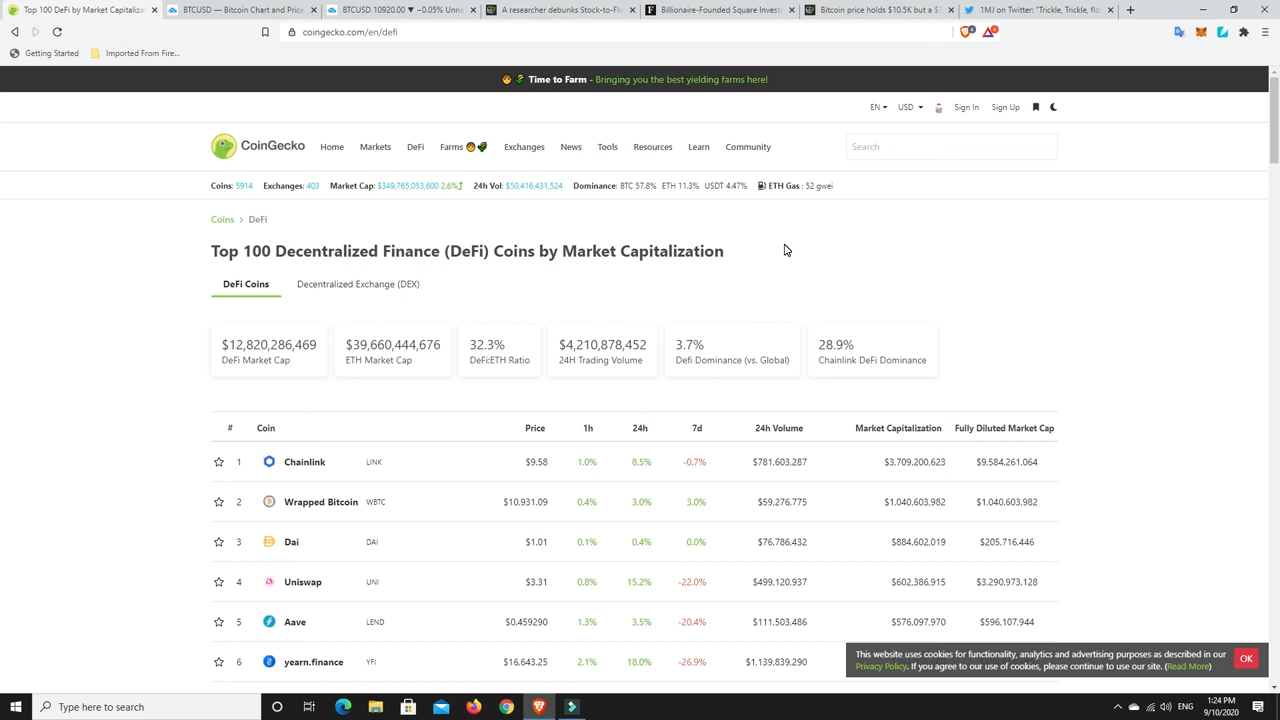 Top 100 DeFi by Market Capitalizat
BTCUSD — Bitcoin Chart and Price
BTCUSD 10920.00 ▼ −0.05% Unna
A researcher debunks Stock-to-Flo
Billionaire-Founded Square Invests
Bitcoin price holds $10.5K but a $3
1MJ on Twitter: "Trickle, Trickle, flo
coingecko.com/en/defi
Getting Started
Imported From Fire...
Time to Farm - Bringing you the best yielding farms here!
EN
USD
Sign In
Sign Up
CoinGecko
Home
Markets
DeFi
Farms
Exchanges
News
Tools
Resources
Learn
Community
Search
Coins: 5914 Exchanges: 403 Market Cap: $349,765,053,600 2.6% 24h Vol: $50,416,431,524 Dominance: BTC 57.8% ETH 11.3% USDT 4.47% ETH Gas : 52 gwei
Coins > DeFi
Top 100 Decentralized Finance (DeFi) Coins by Market Capitalization
DeFi Coins
Decentralized Exchange (DEX)
$12,820,286,469
DeFi Market Cap
$39,660,444,676
ETH Market Cap
32.3%
DeFi:ETH Ratio
$4,210,878,452
24H Trading Volume
3.7%
Defi Dominance (vs. Global)
28.9%
Chainlink DeFi Dominance
# Coin Price 1h 24h 7d 24h Volume Market Capitalization Fully Diluted Market Cap
1 Chainlink LINK $9.58 1.0% 8.5% -0.7% $781,603,287 $3,709,200,623 $9,584,261,064
2 Wrapped Bitcoin WBTC $10,931.09 0.4% 3.0% 3.0% $59,276,775 $1,040,603,982 $1,040,603,982
3 Dai DAI $1.01 0.1% 0.4% 0.0% $76,786,432 $884,602,019 $205,716,446
4 Uniswap UNI $3.31 0.8% 15.2% -22.0% $499,120,937 $602,386,915 $3,290,973,128
5 Aave LEND $0.459290 1.3% 3.5% -20.4% $111,503,486 $576,097,970 $596,107,944
6 yearn.finance YFI $16,643.25 2.1% 18.0% -26.9% $1,139,839,290
This website uses cookies for functionality, analytics and advertising purposes as described in our
Privacy Policy. If you agree to our use of cookies, please continue to use our site. (Read More)
OK
Type here to search
ENG
1:24 PM
9/10/2020